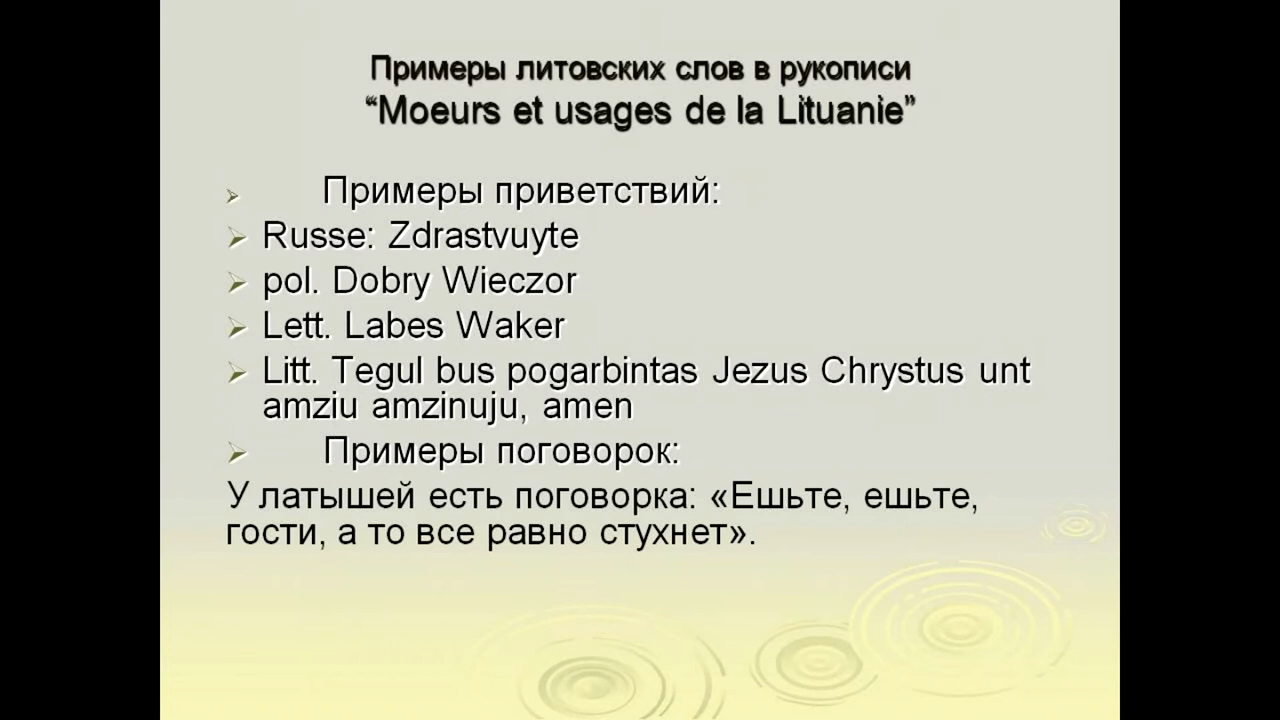 Примеры литовских слов в рукописи
“Moeurs et usages de la Lituanie”
Примеры приветствий:
Russe: Zdrastvuyte
pol. Dobry Wieczor
Lett. Labes Waker
Litt. Tegul bus pogarbintas Jezus Chrystus unt
amziu amzinuju, amen
Примеры поговорок:
У латышей есть поговорка: «Ешьте, ешьте,
гости, а то все равно стухнет».